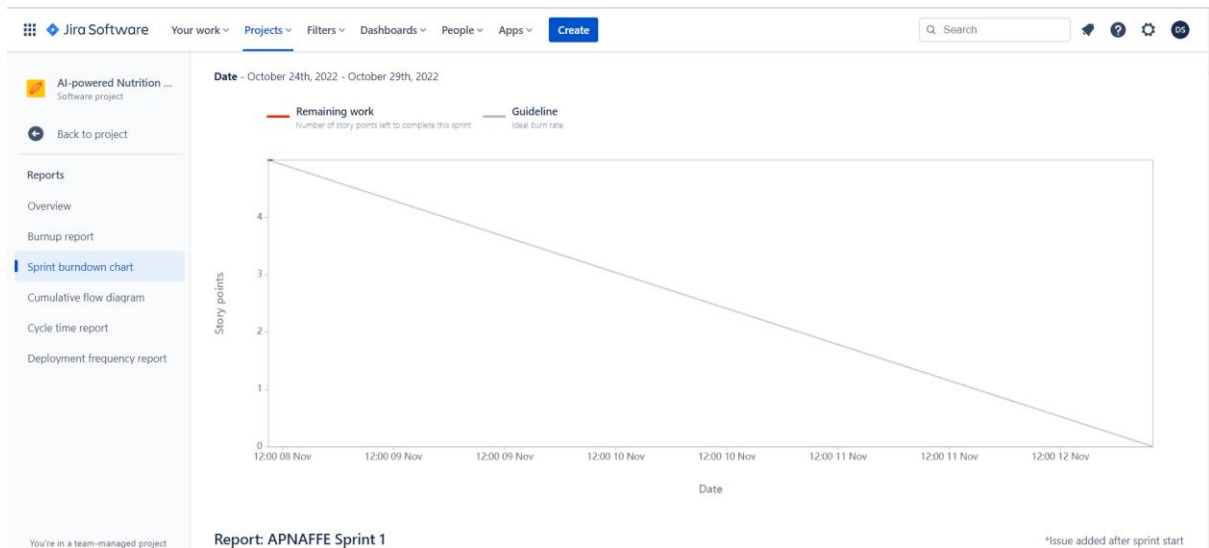 Jira Software
Your work Projects Filters Dashboards People Apps Create
Search
DS
AI-powered Nutrition ...
Software project
Back to project
Reports
Overview
Burnup report
Sprint burndown chart
Cumulative flow diagram
Cycle time report
Deployment frequency report
You're in a team-managed project
Date - October 24th, 2022 - October 29th, 2022
Remaining work
Number of story points left to complete this sprint
Guideline
Ideal burn rate
Story points
4
3
2
1
0
12:00 08 Nov 12:00 09 Nov 12:00 09 Nov 12:00 10 Nov 12:00 10 Nov 12:00 11 Nov 12:00 11 Nov 12:00 12 Nov
Date
Report: APNAFFE Sprint 1
*Issue added after sprint start